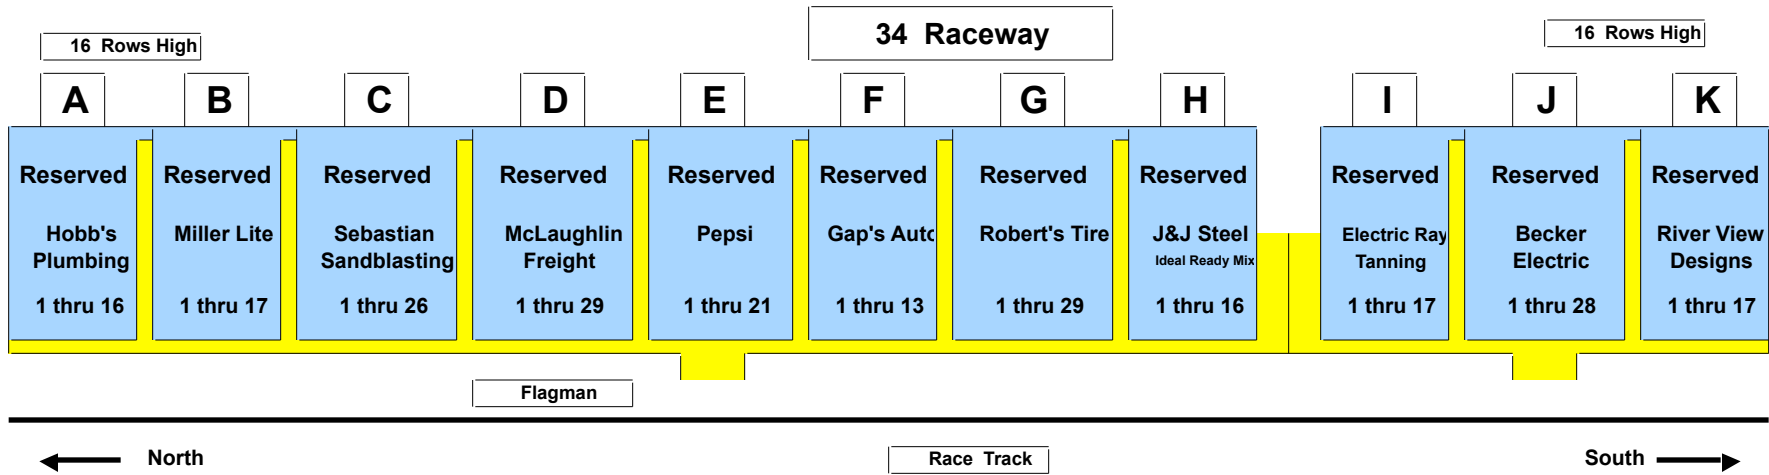 34 Raceway
16 Rows High
16 Rows High
A B C D E F G H I J K
Reserved Reserved Reserved Reserved Reserved Reserved Reserved Reserved Reserved Reserved Reserved
Hobb's Miller Lite Sebastian McLaughlin Pepsi Gap's Auto Robert's Tire J&J Steel Electric Ray Becker River View
Plumbing Sandblasting Freight Ideal Ready Mix Tanning Electric Designs
1 thru 16 1 thru 17 1 thru 26 1 thru 29 1 thru 21 1 thru 13 1 thru 29 1 thru 16 1 thru 17 1 thru 28 1 thru 17
Flagman
North Race Track South